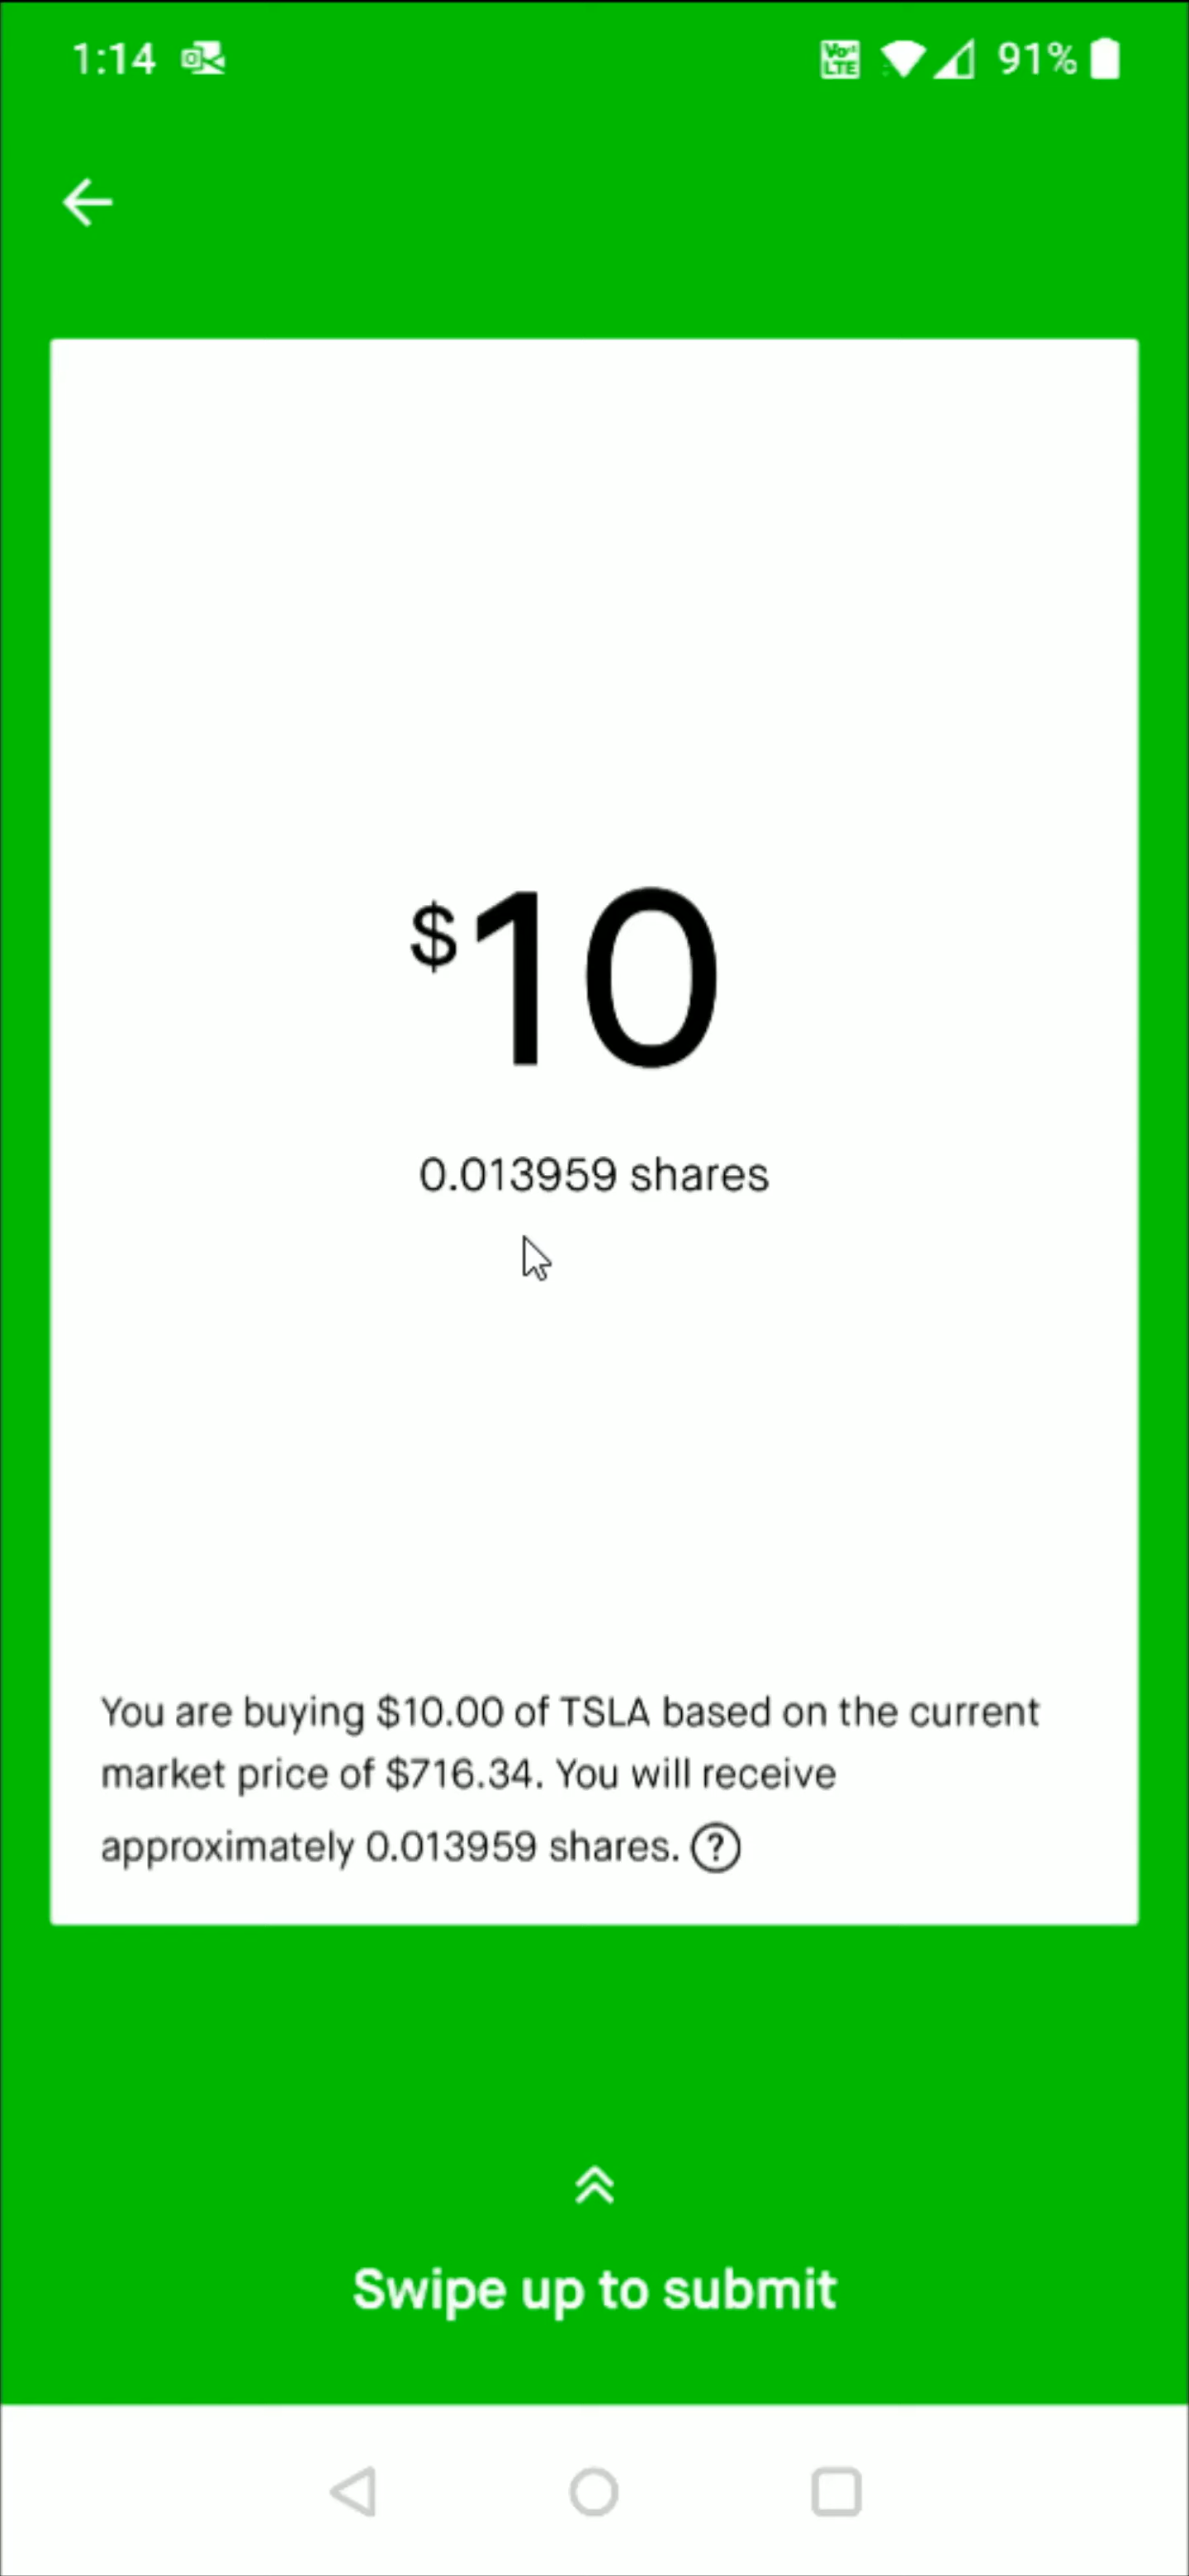 1:14 91%
$10
0.013959 shares
You are buying $10.00 of TSLA based on the current
market price of $716.34. You will receive
approximately 0.013959 shares. ?
Swipe up to submit